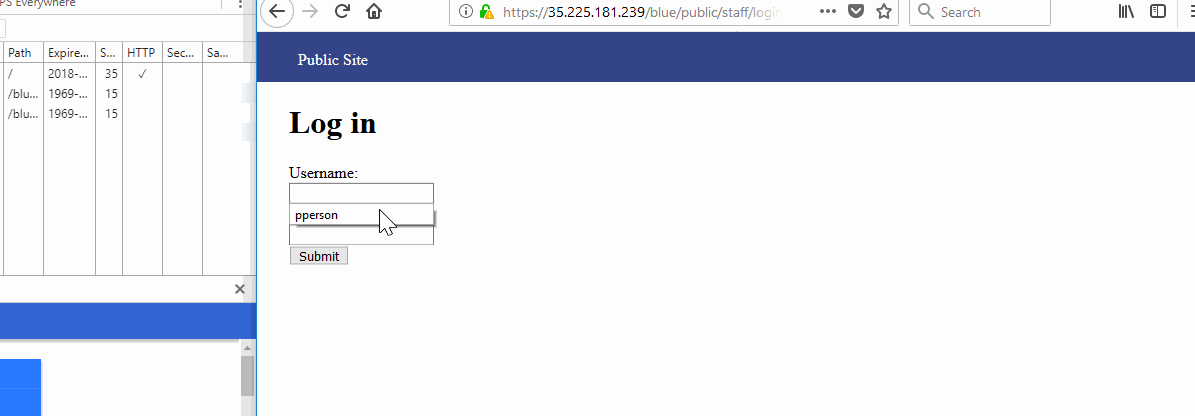 PS Everywhere
Path Expire... S... HTTP Sec... Sa...
/ 2018-... 35 ✓
/blu... 1969-... 15
/blu... 1969-... 15
https://35.225.181.239/blue/public/staff/login
Search
Public Site
Log in
Username:
pperson
Submit